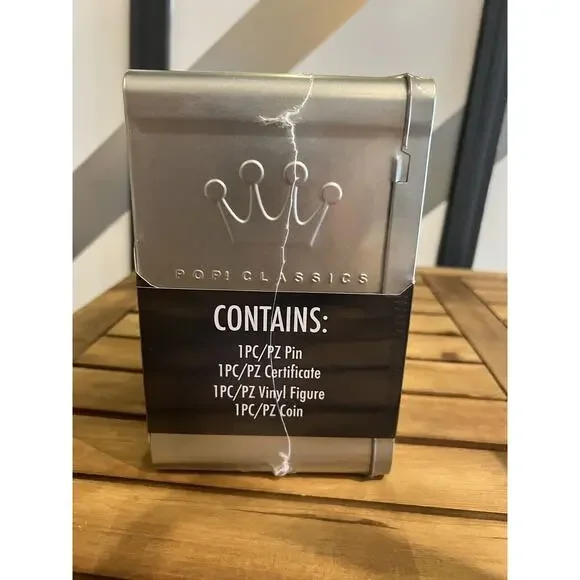 POP! CLASSICS
CONTAINS:
1PC/PZ Pin
1PC/PZ Certificate
1PC/PZ Vinyl Figure
1PC/PZ Coin